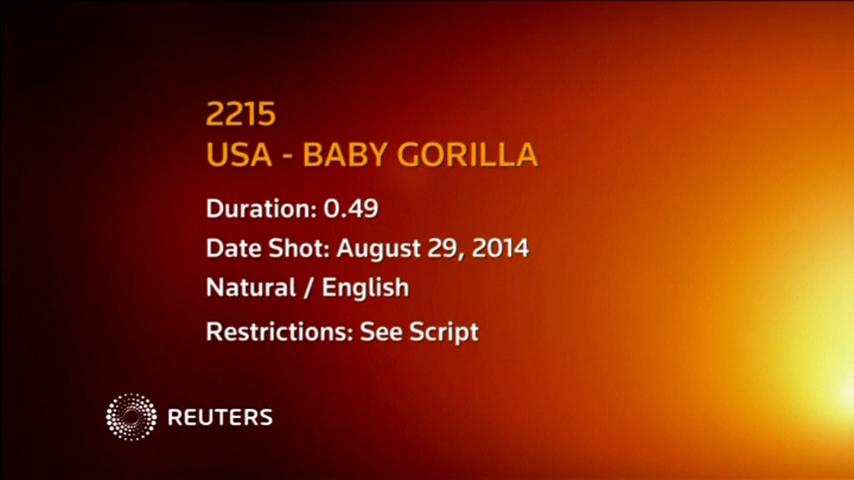 2215
USA - BABY GORILLA
Duration: 0.49
Date Shot: August 29, 2014
Natural / English
Restrictions: See Script
REUTERS